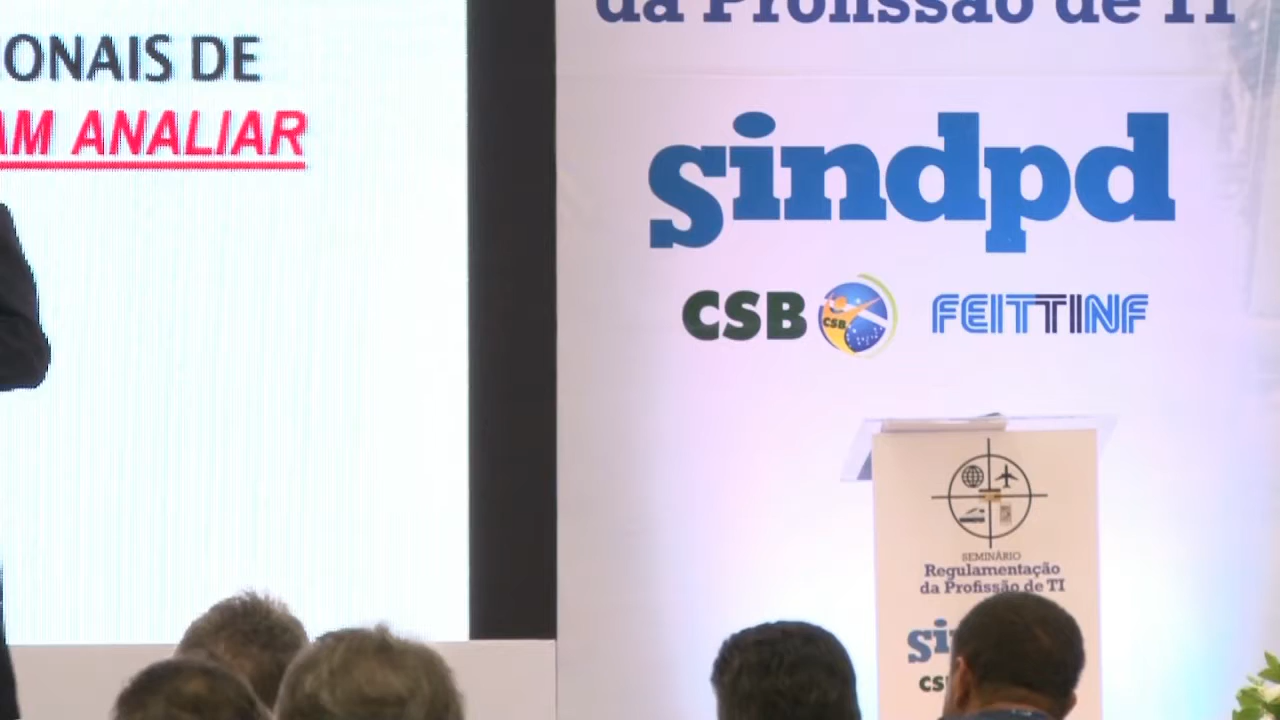 ONAIS DE
AM ANALIAR
da Profissão de TI
sindpd
CSB
CSB
FEITTINF
SEMINÁRIO
Regulamentação
da Profissão de TI